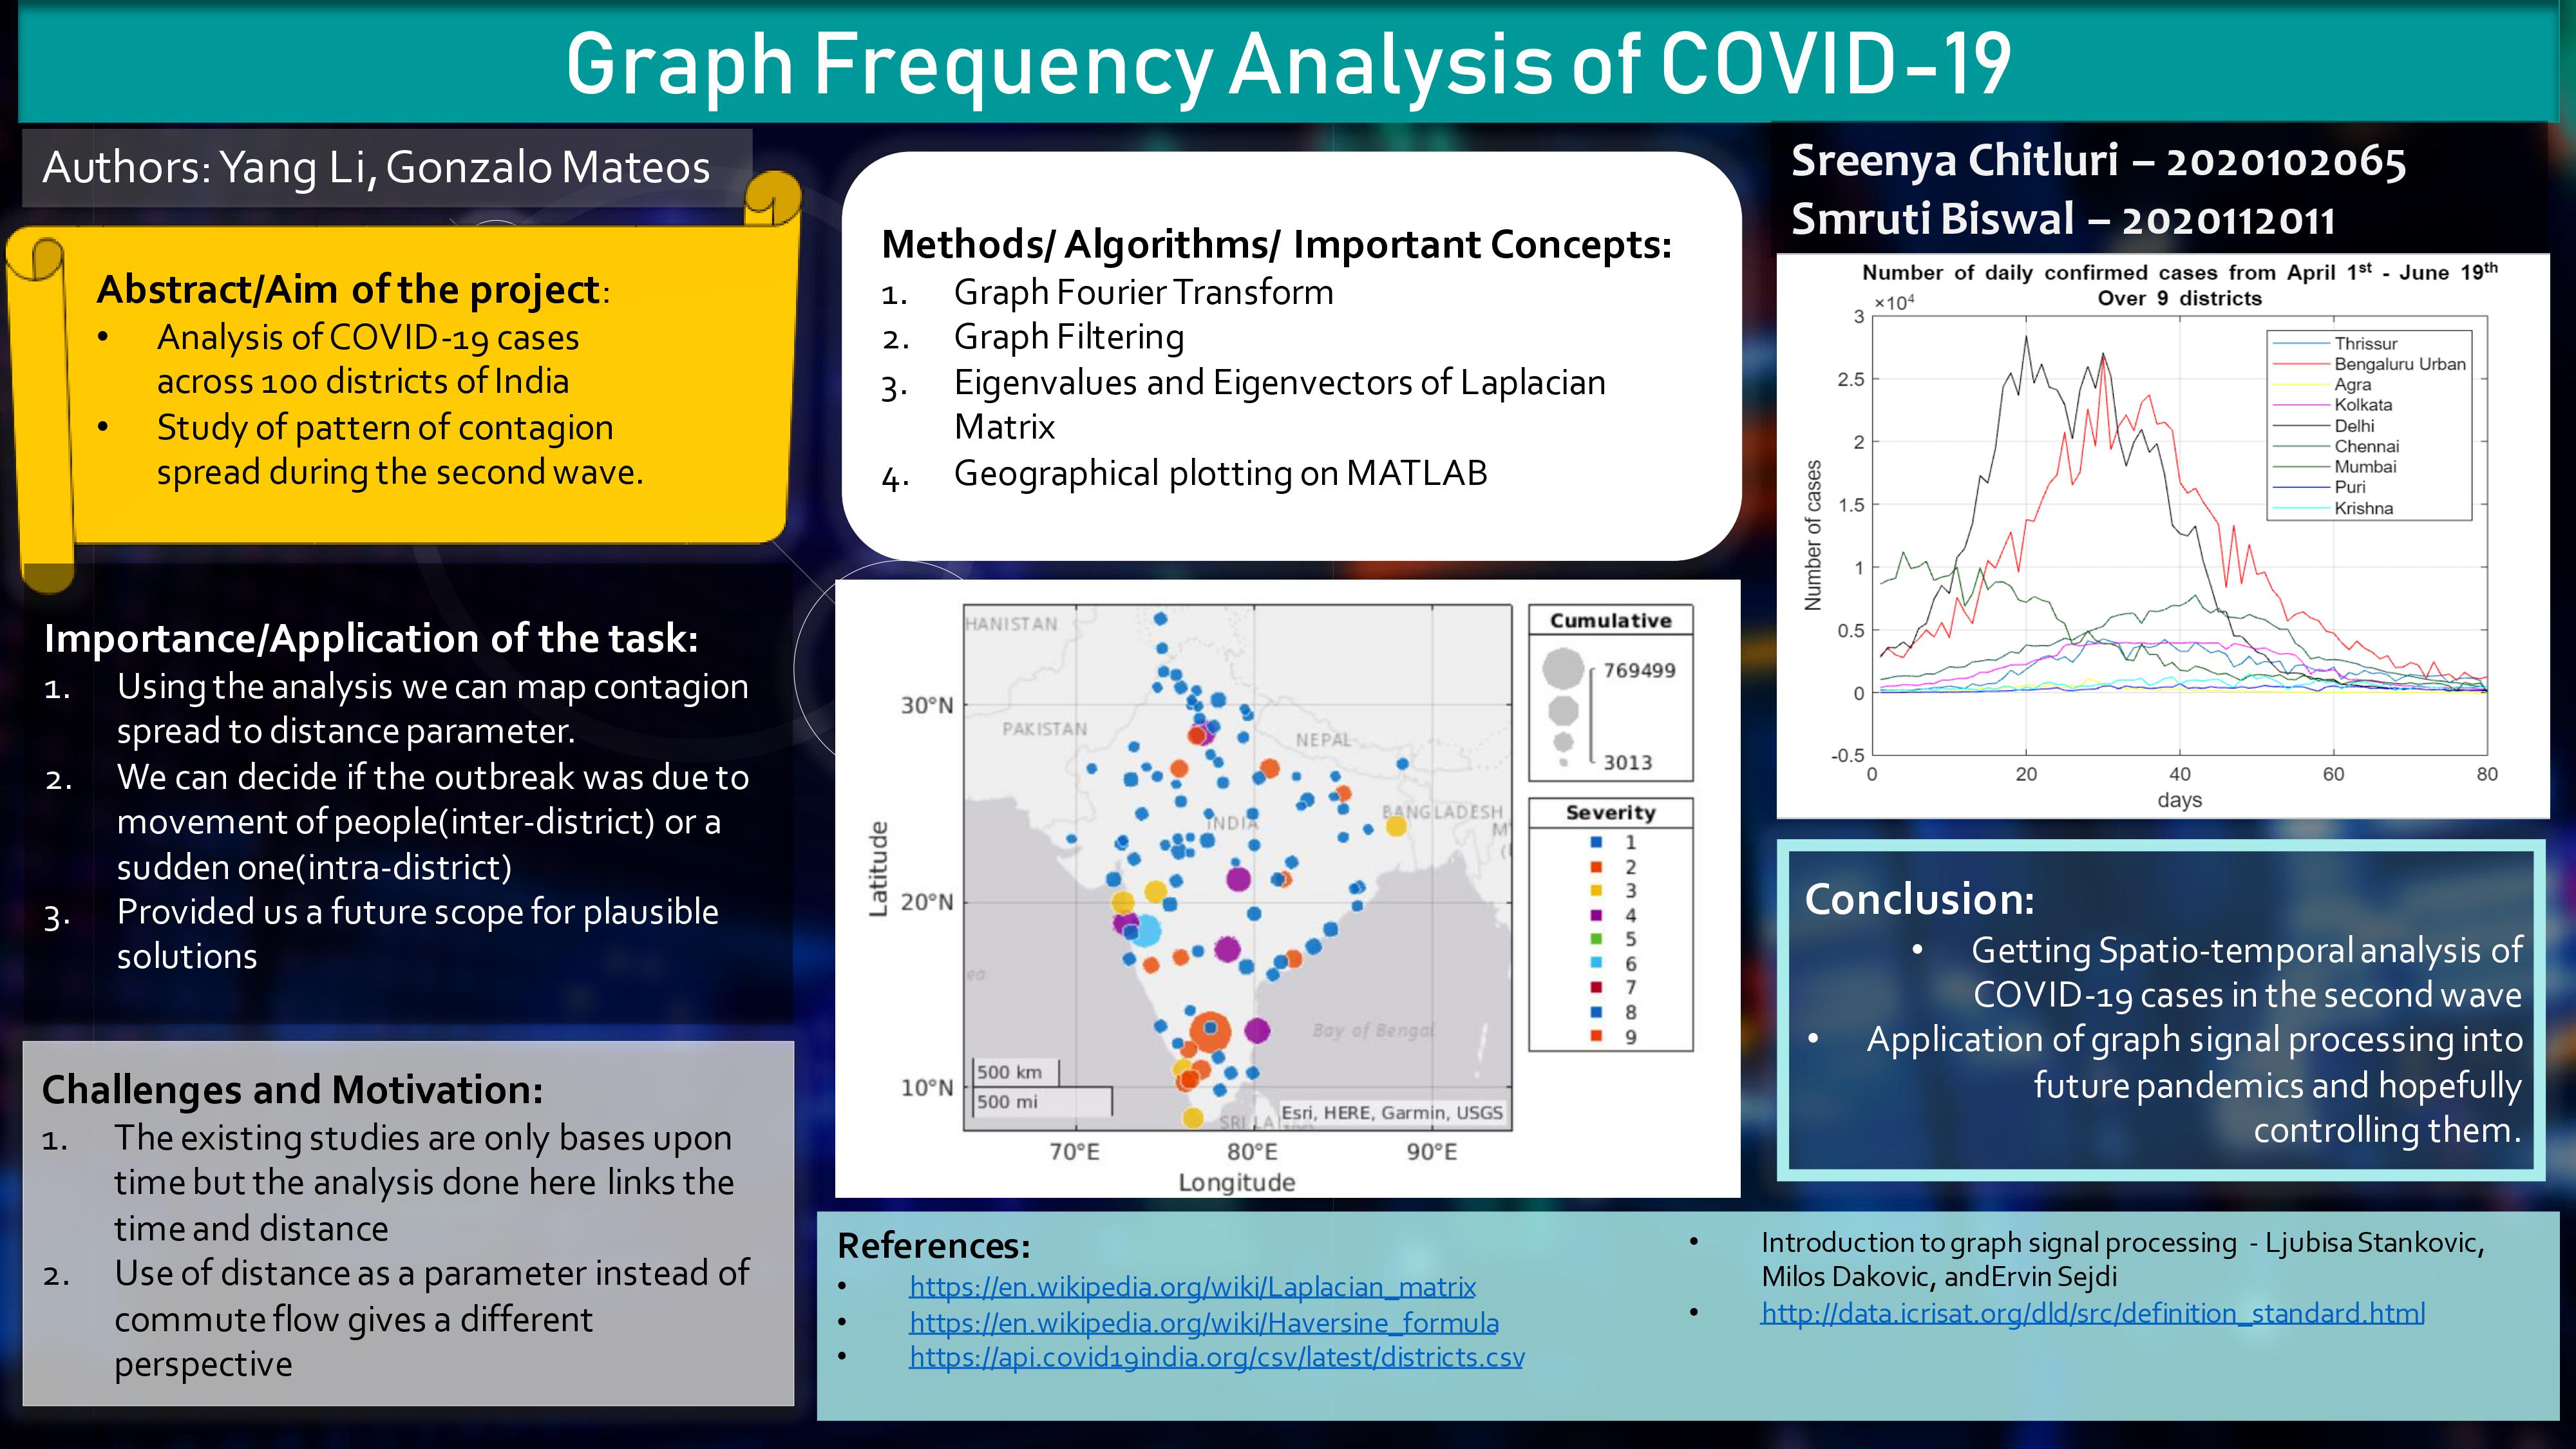 Graph Frequency Analysis of COVID-19
Authors: Yang Li, Gonzalo Mateos
Abstract/Aim of the project:
• Analysis of COVID-19 cases
across 100 districts of India
• Study of pattern of contagion
spread during the second wave.
Importance/Application of the task:
1. Using the analysis we can map contagion
spread to distance parameter.
2. We can decide if the outbreak was due to
movement of people(inter-district) or a
sudden one(intra-district)
3. Provided us a future scope for plausible
solutions
Challenges and Motivation:
1. The existing studies are only bases upon
time but the analysis done here links the
time and distance
2. Use of distance as a parameter instead of
commute flow gives a different
perspective
Methods/ Algorithms/ Important Concepts:
1. Graph Fourier Transform
2. Graph Filtering
3. Eigenvalues and Eigenvectors of Laplacian
Matrix
4. Geographical plotting on MATLAB
HANISTAN
PAKISTAN
NEPAL
BANGLADESH
INDIA
Bay of Bengal
ea
30°N
20°N
10°N
Latitude
500 km
500 mi
Esri, HERE, Garmin, USGS
70°E 80°E 90°E
Longitude
Cumulative
769499
3013
Severity
1
2
3
4
5
6
7
8
9
Sreenya Chitluri – 2020102065
Smruti Biswal – 2020112011
Number of daily confirmed cases from April 1st - June 19th
Over 9 districts
×10⁴
3
2.5
2
1.5
1
0.5
0
-0.5
Number of cases
Thrissur
Bengaluru Urban
Agra
Kolkata
Delhi
Chennai
Mumbai
Puri
Krishna
0 20 40 60 80
days
Conclusion:
• Getting Spatio-temporal analysis of
COVID-19 cases in the second wave
• Application of graph signal processing into
future pandemics and hopefully
controlling them.
References:
• https://en.wikipedia.org/wiki/Laplacian_matrix
• https://en.wikipedia.org/wiki/Haversine_formula
• https://api.covid19india.org/csv/latest/districts.csv
• Introduction to graph signal processing - Ljubisa Stankovic,
Milos Dakovic, andErvin Sejdi
• http://data.icrisat.org/dld/src/definition_standard.html